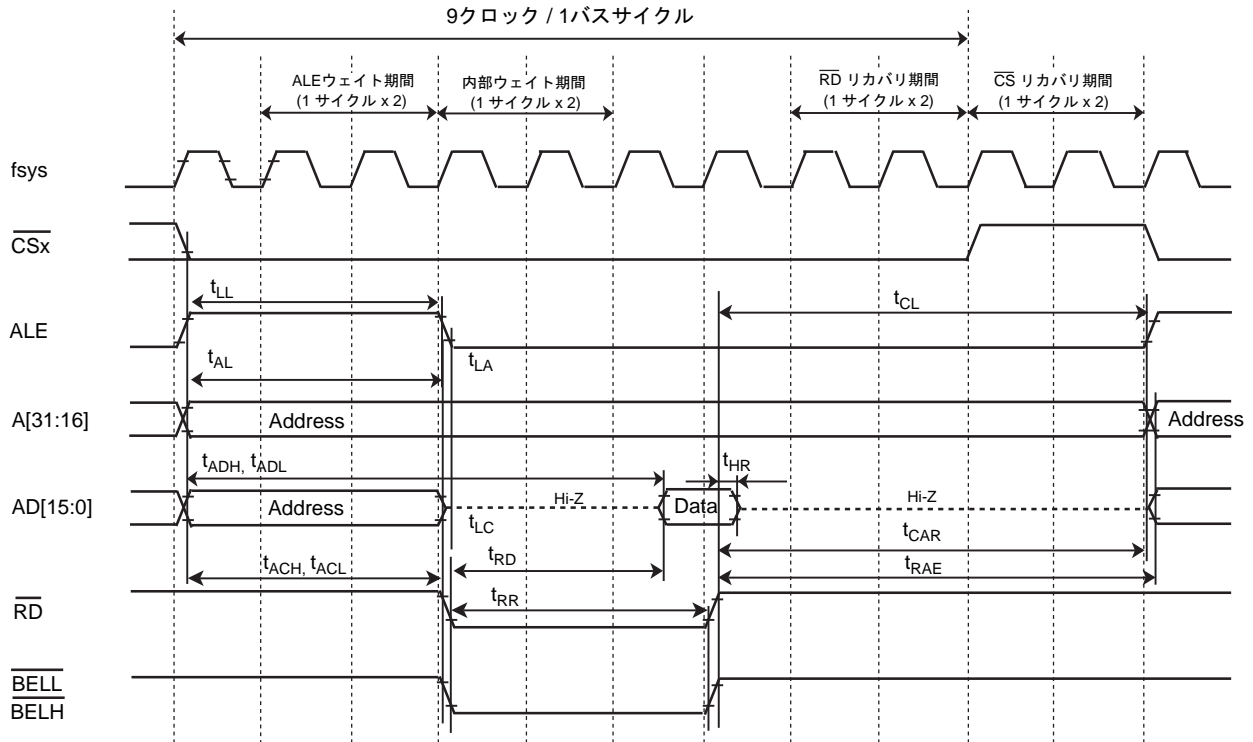 9クロック / 1バスサイクル
ALEウェイト期間
(1 サイクル x 2)
内部ウェイト期間
(1 サイクル x 2)
RD リカバリ期間
(1 サイクル x 2)
CS リカバリ期間
(1 サイクル x 2)
fsys
CSx
tLL
tCL
ALE
tAL
tLA
A[31:16]
Address
Address
tADH, tADL
tHR
AD[15:0]
Address
Hi-Z
Data
Hi-Z
tLC
tCAR
tRD
tRAE
tACH, tACL
tRR
RD
BELL
BELH